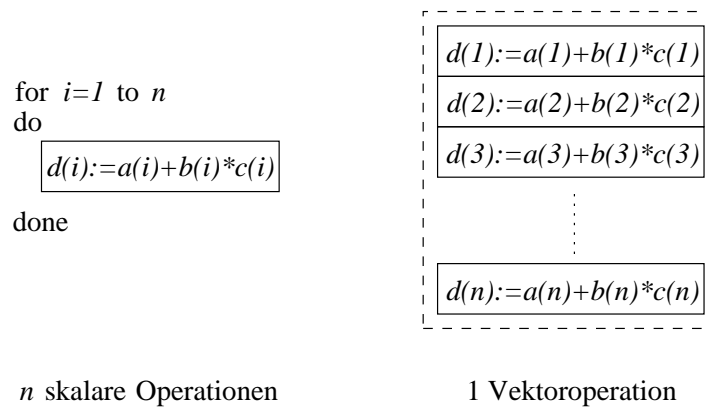 for i=1 to n
do
d(i):=a(i)+b(i)*c(i)
done
n skalare Operationen
d(1):=a(1)+b(1)*c(1)
d(2):=a(2)+b(2)*c(2)
d(3):=a(3)+b(3)*c(3)
d(n):=a(n)+b(n)*c(n)
1 Vektoroperation